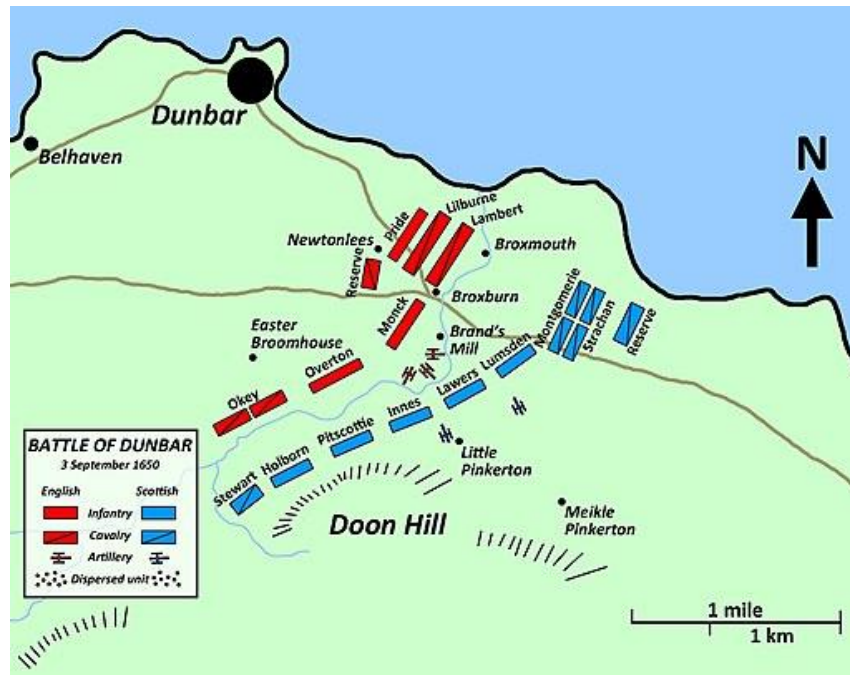 Dunbar
Belhaven
N
Newtonlees
Pride
Lilburne
Lambert
Broxmouth
Reserve
Broxburn
Monck
Brand's
Mill
Montgomerie
Strachan
Reserve
Easter
Broomhouse
Overton
Okey
Lumsden
Lawers
Innes
Pitscottie
Holborn
Stewart
Little
Pinkerton
Doon Hill
Meikle
Pinkerton
BATTLE OF DUNBAR
3 September 1650
English Scottish
Infantry
Cavalry
Artillery
Dispersed unit
1 mile
1 km